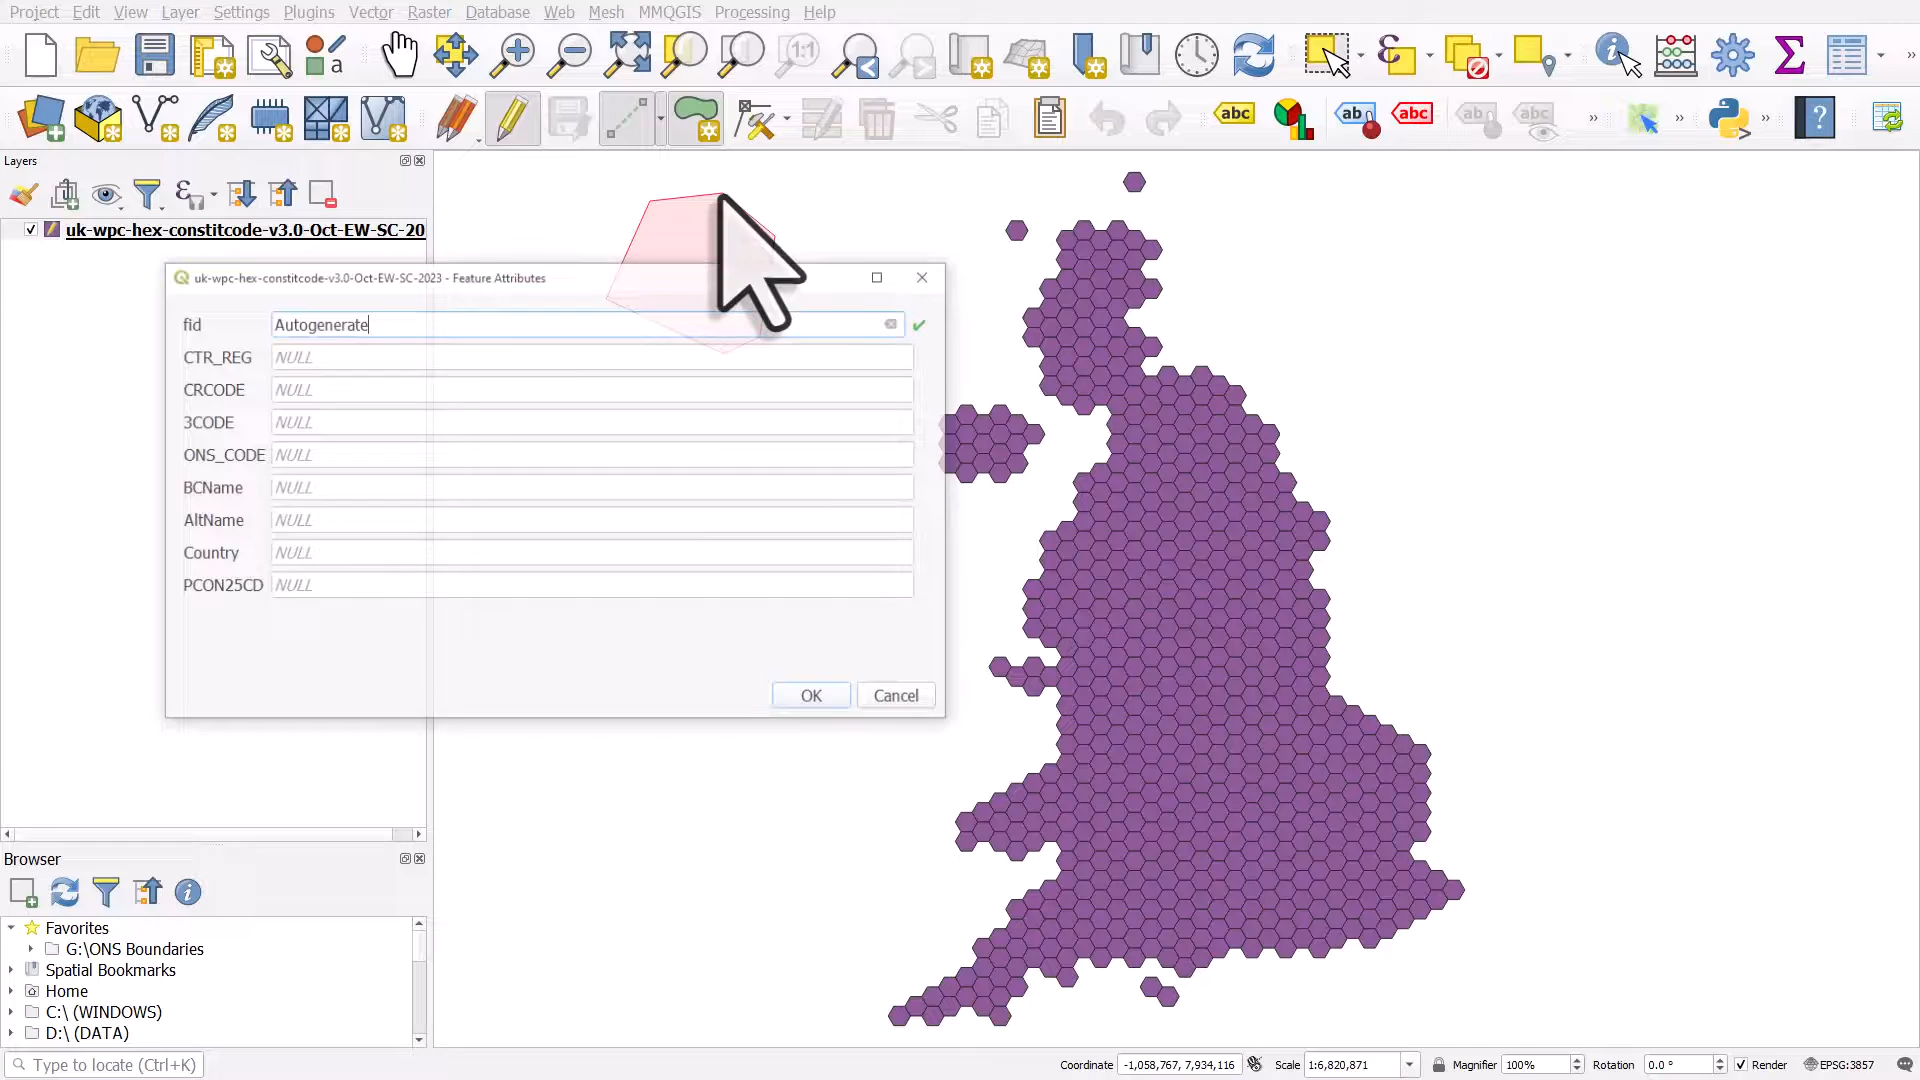 Project Edit View Layer Settings Plugins Vector Raster Database Web Mesh MMQGIS Processing Help
1:1
a
abc
ab
abc
ab
abc
Layers
uk-wpc-hex-constitcode-v3.0-Oct-EW-SC-20
uk-wpc-hex-constitcode-v3.0-Oct-EW-SC-2023 - Feature Attributes
fid Autogenerate
CTR_REG NULL
CRCODE NULL
3CODE NULL
ONS_CODE NULL
BCName NULL
AltName NULL
Country NULL
PCON25CD NULL
OK Cancel
Browser
Favorites
G:\ONS Boundaries
Spatial Bookmarks
Home
C:\ (WINDOWS)
D:\ (DATA)
Type to locate (Ctrl+K) Coordinate -1,058,767, 7,934,116 Scale 1:6,820,871 Magnifier 100% Rotation 0.0 ° Render EPSG:3857